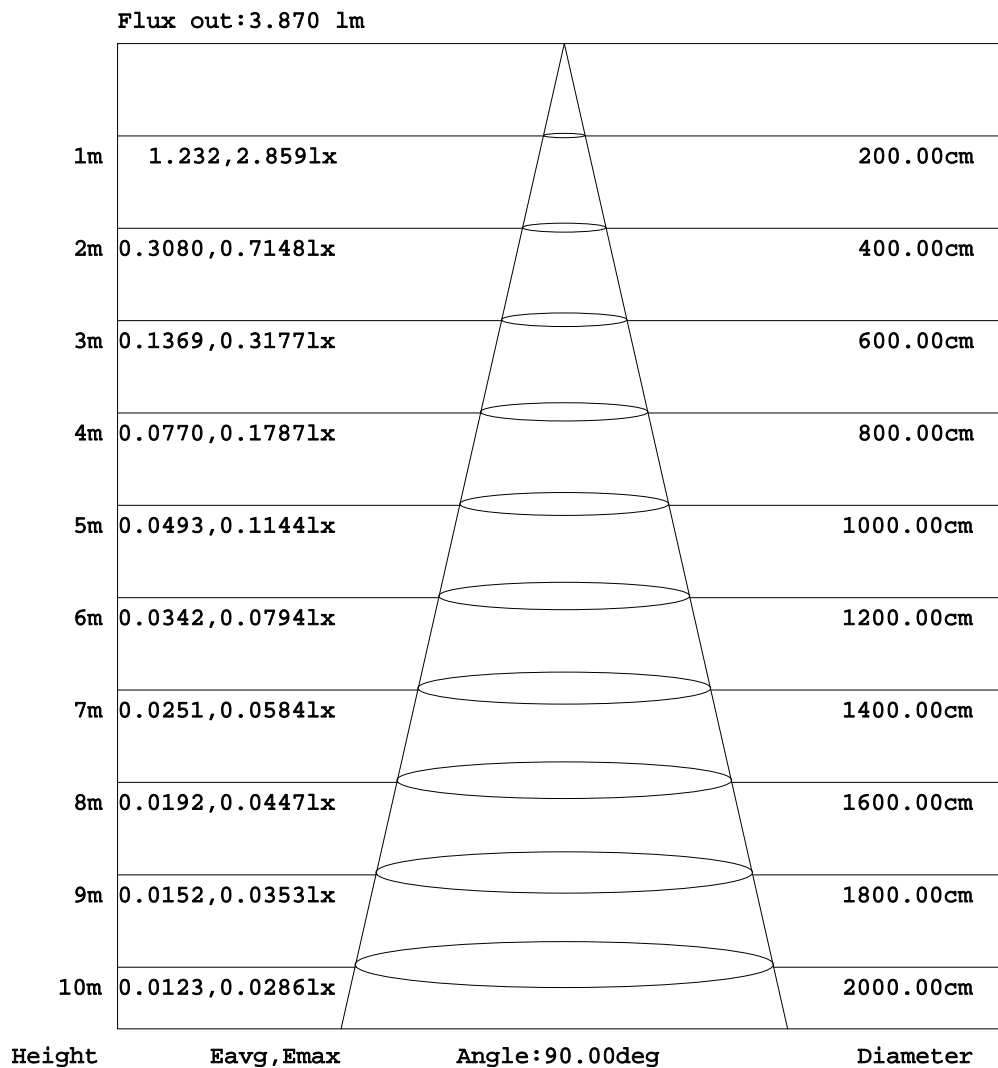 Flux out:3.870 lm
1m 1.232,2.859lx 200.00cm
2m 0.3080,0.7148lx 400.00cm
3m 0.1369,0.3177lx 600.00cm
4m 0.0770,0.1787lx 800.00cm
5m 0.0493,0.1144lx 1000.00cm
6m 0.0342,0.0794lx 1200.00cm
7m 0.0251,0.0584lx 1400.00cm
8m 0.0192,0.0447lx 1600.00cm
9m 0.0152,0.0353lx 1800.00cm
10m 0.0123,0.0286lx 2000.00cm
Height Eavg,Emax Angle:90.00deg Diameter